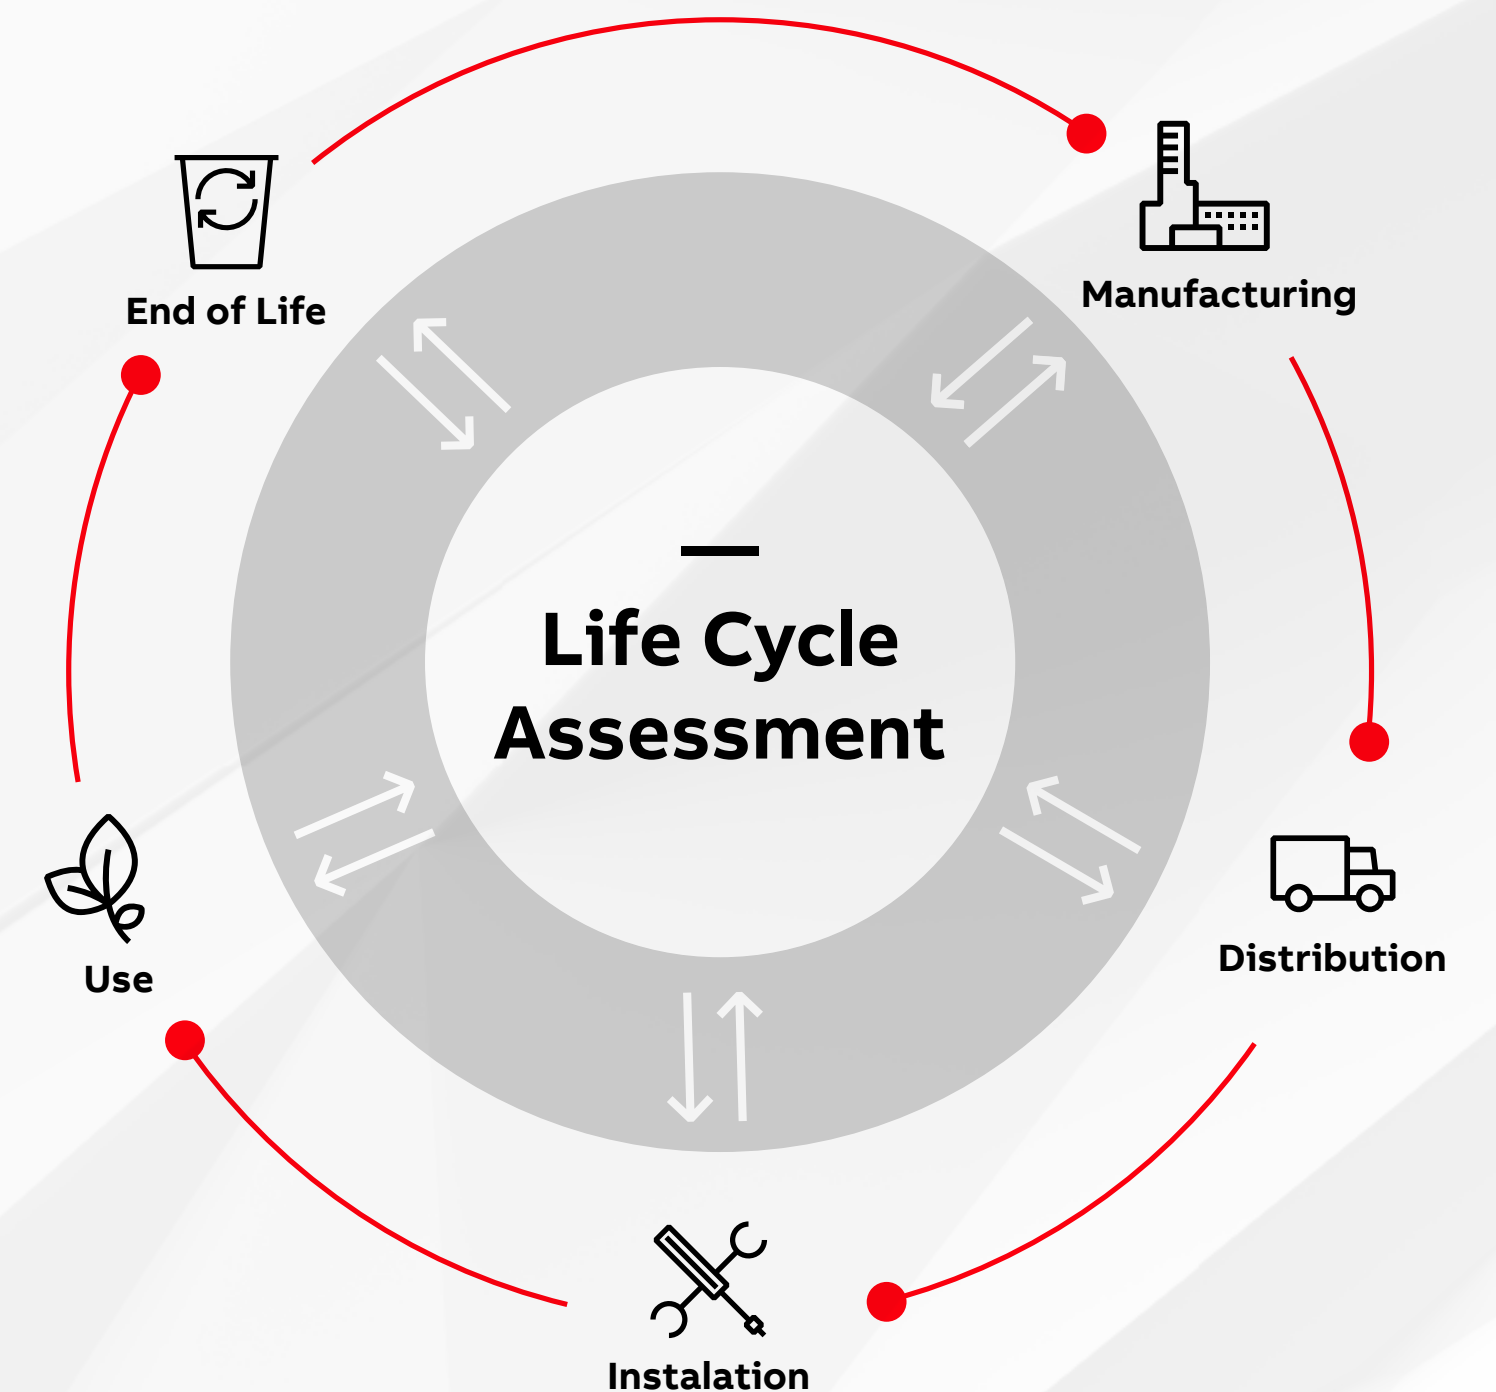 End of Life
Manufacturing
Life Cycle
Assessment
Use
Distribution
Instalation